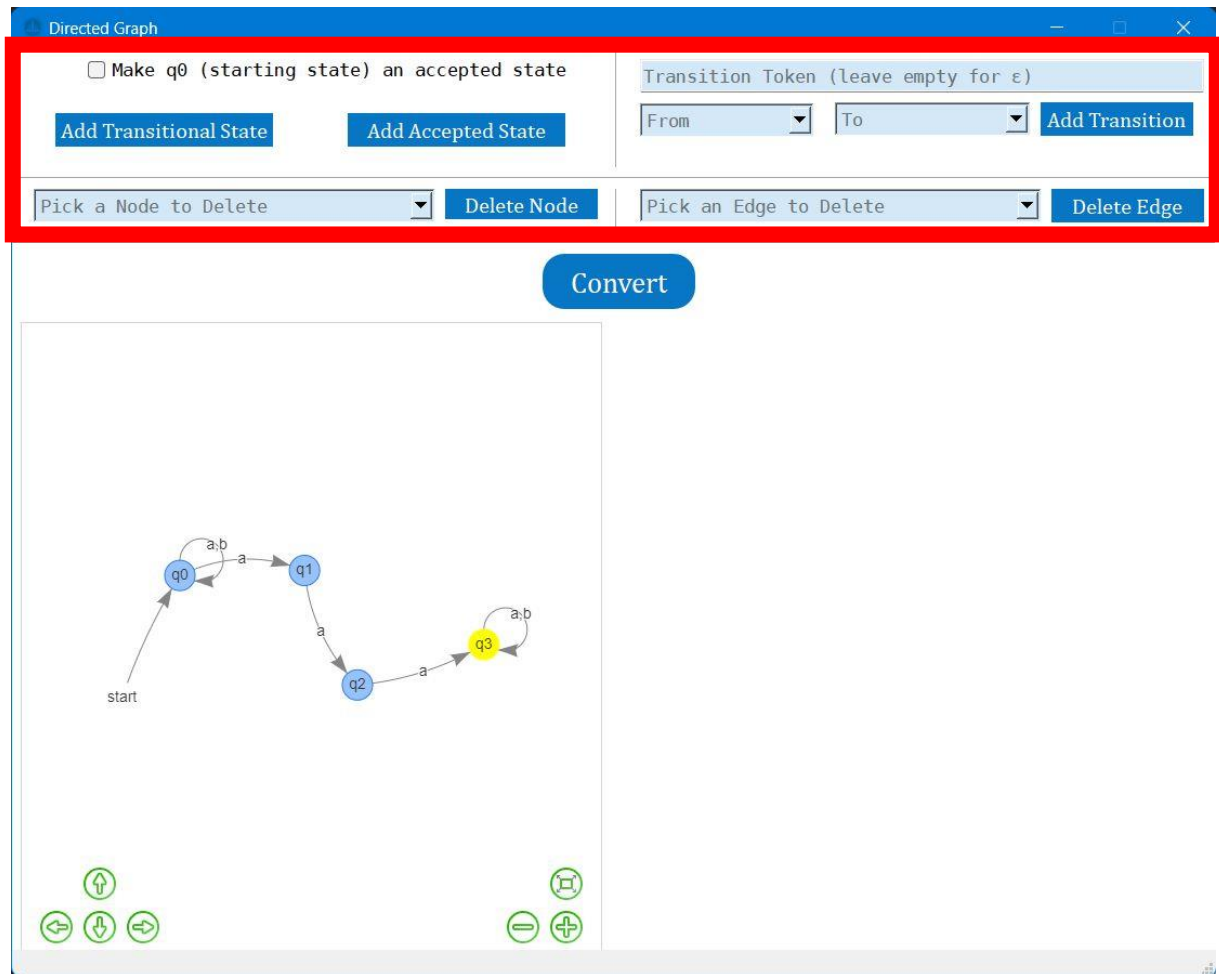 Directed Graph
Make q0 (starting state) an accepted state
Transition Token (leave empty for ε)
Add Transitional State
Add Accepted State
From
To
Add Transition
Pick a Node to Delete
Delete Node
Pick an Edge to Delete
Delete Edge
Convert
a,b
a
q0
q1
a
a,b
q3
a
q2
start